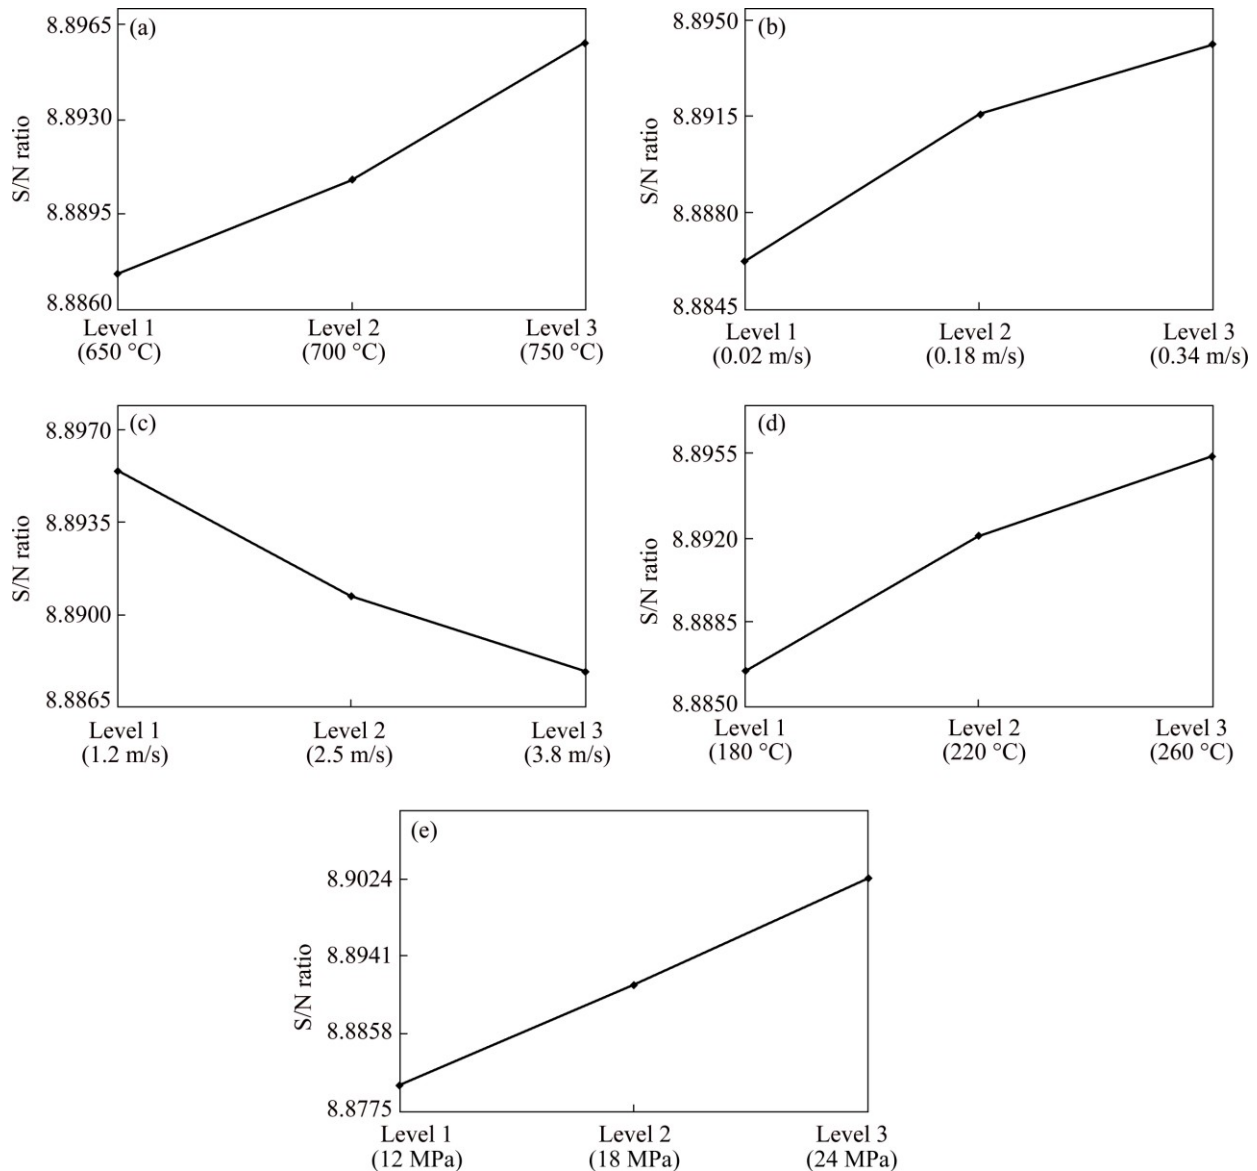 (a)
S/N ratio
8.8965
8.8930
8.8895
8.8860
Level 1
(650 °C)
Level 2
(700 °C)
Level 3
(750 °C)
(b)
S/N ratio
8.8950
8.8915
8.8880
8.8845
Level 1
(0.02 m/s)
Level 2
(0.18 m/s)
Level 3
(0.34 m/s)
(c)
S/N ratio
8.8970
8.8935
8.8900
8.8865
Level 1
(1.2 m/s)
Level 2
(2.5 m/s)
Level 3
(3.8 m/s)
(d)
S/N ratio
8.8955
8.8920
8.8885
8.8850
Level 1
(180 °C)
Level 2
(220 °C)
Level 3
(260 °C)
(e)
S/N ratio
8.9024
8.8941
8.8858
8.8775
Level 1
(12 MPa)
Level 2
(18 MPa)
Level 3
(24 MPa)